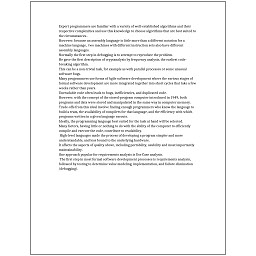 Expert programmers are familiar with a variety of well-established algorithms and their
respective complexities and use this knowledge to choose algorithms that are best suited to
the circumstances.
However, because an assembly language is little more than a different notation for a
machine language, two machines with different instruction sets also have different
assembly languages.
Normally the first step in debugging is to attempt to reproduce the problem.
He gave the first description of cryptanalysis by frequency analysis, the earliest code-
breaking algorithm.
This can be a non-trivial task, for example as with parallel processes or some unusual
software bugs.
Many programmers use forms of Agile software development where the various stages of
formal software development are more integrated together into short cycles that take a few
weeks rather than years.
Unreadable code often leads to bugs, inefficiencies, and duplicated code.
However, with the concept of the stored-program computer introduced in 1949, both
programs and data were stored and manipulated in the same way in computer memory.
Trade-offs from this ideal involve finding enough programmers who know the language to
build a team, the availability of compilers for that language, and the efficiency with which
programs written in a given language execute.
Ideally, the programming language best suited for the task at hand will be selected.
Many factors, having little or nothing to do with the ability of the computer to efficiently
compile and execute the code, contribute to readability.
High-level languages made the process of developing a program simpler and more
understandable, and less bound to the underlying hardware.
It affects the aspects of quality above, including portability, usability and most importantly
maintainability.
One approach popular for requirements analysis is Use Case analysis.
The first step in most formal software development processes is requirements analysis,
followed by testing to determine value modeling, implementation, and failure elimination
(debugging).